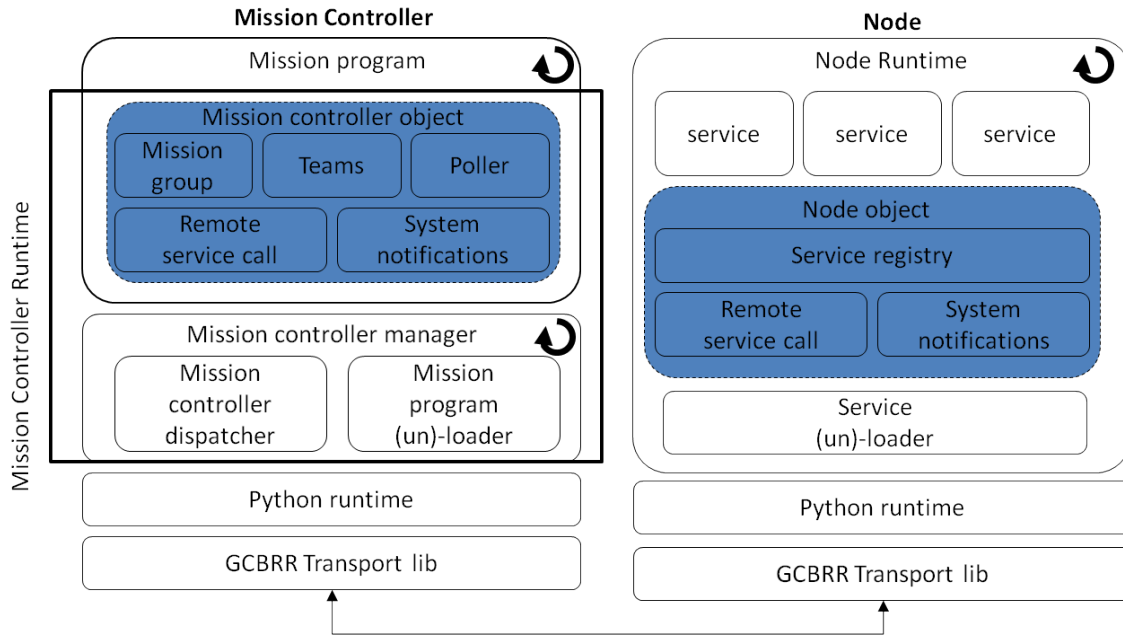 Mission Controller
Mission program
Mission controller object
Mission
group
Teams
Poller
Remote
service call
System
notifications
Mission controller manager
Mission
controller
dispatcher
Mission
program
(un)-loader
Mission Controller Runtime
Python runtime
GCBRR Transport lib
Node
Node Runtime
service
service
service
Node object
Service registry
Remote
service call
System
notifications
Service
(un)-loader
Python runtime
GCBRR Transport lib